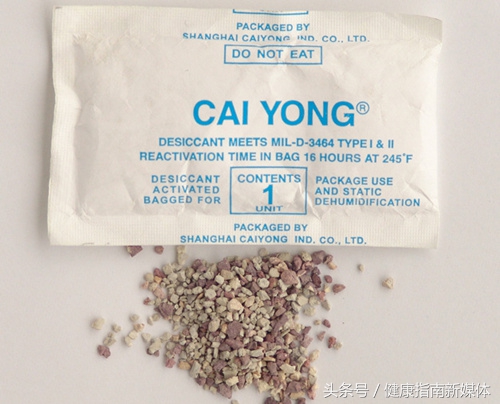 PACKAGED BY
SHANGHAI CAIYONG IND. CO., LTD.
DO NOT EAT
CAI YONG®
DESICCANT MEETS MIL-D-3464 TYPE I & II
REACTIVATION TIME IN BAG 16 HOURS AT 245°F
DESICCANT
ACTIVATED
BAGGED FOR
CONTENTS
1
UNIT
PACKAGE USE
AND STATIC
DEHUMIDIFICATION
PACKAGED BY
SHANGHAI CAIYONG IND. CO., LTD.
头条号 / 健康指南新媒体